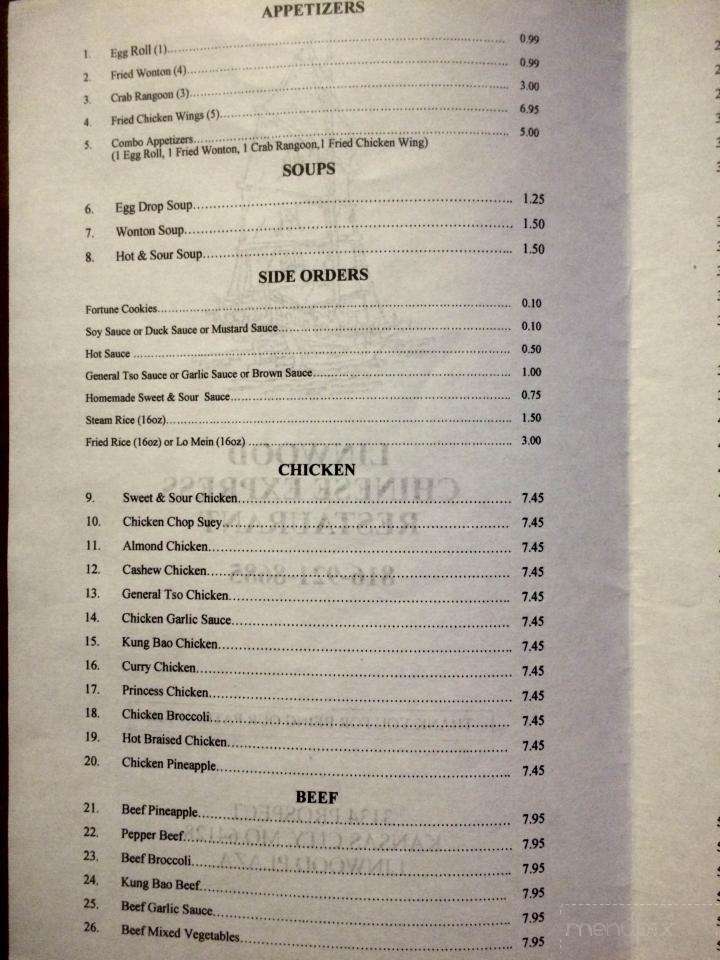 APPETIZERS
1. Egg Roll (1) 0.99
2. Fried Wonton (4) 0.99
3. Crab Rangoon (3) 3.00
4. Fried Chicken Wings (5) 6.95
5. Combo Appetizers 5.00
(1 Egg Roll, 1 Fried Wonton, 1 Crab Rangoon,1 Fried Chicken Wing)
SOUPS
6. Egg Drop Soup 1.25
7. Wonton Soup 1.50
8. Hot & Sour Soup 1.50
SIDE ORDERS
Fortune Cookies 0.10
Soy Sauce or Duck Sauce or Mustard Sauce 0.10
Hot Sauce 0.50
General Tso Sauce or Garlic Sauce or Brown Sauce 1.00
Homemade Sweet & Sour Sauce 0.75
Steam Rice (16oz) 1.50
Fried Rice (16oz) or Lo Mein (16oz) 3.00
LINWOOD
CHINESE EXPRESS
RESTAURANT
CHICKEN
9. Sweet & Sour Chicken 7.45
10. Chicken Chop Suey 7.45
11. Almond Chicken 7.45
12. Cashew Chicken 7.45
13. General Tso Chicken 7.45
14. Chicken Garlic Sauce 7.45
15. Kung Bao Chicken 7.45
16. Curry Chicken 7.45
17. Princess Chicken 7.45
18. Chicken Broccoli 7.45
19. Hot Braised Chicken 7.45
20. Chicken Pineapple 7.45
BEEF
21. Beef Pineapple 7.95
22. Pepper Beef 7.95
23. Beef Broccoli 7.95
24. Kung Bao Beef 7.95
25. Beef Garlic Sauce 7.95
26. Beef Mixed Vegetables 7.95